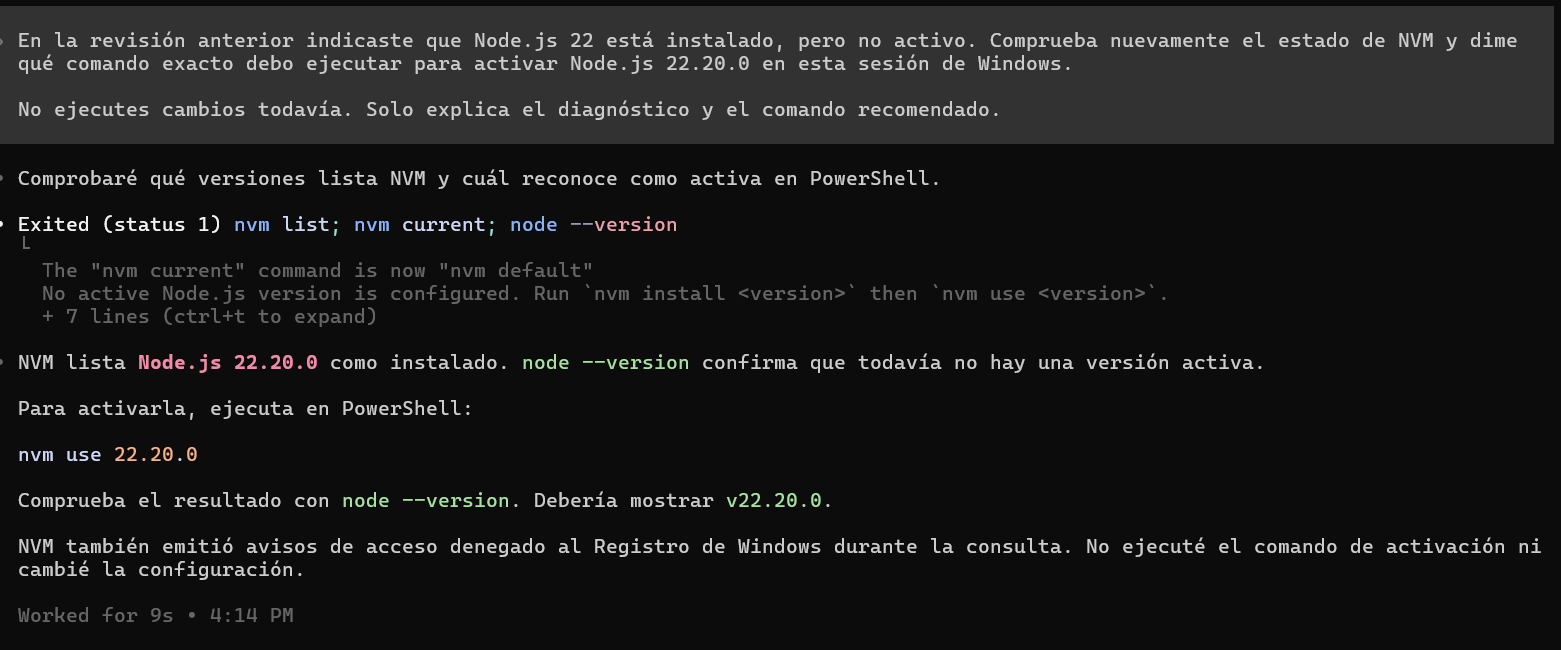 En la revisión anterior indicaste que Node.js 22 está instalado, pero no activo. Comprueba nuevamente el estado de NVM y dime
qué comando exacto debo ejecutar para activar Node.js 22.20.0 en esta sesión de Windows.
No ejecutes cambios todavía. Solo explica el diagnóstico y el comando recomendado.
• Comprobaré qué versiones lista NVM y cuál reconoce como activa en PowerShell.
• Exited (status 1) nvm list; nvm current; node --version
└
The "nvm current" command is now "nvm default"
No active Node.js version is configured. Run `nvm install <version>` then `nvm use <version>`.
+ 7 lines (ctrl+t to expand)
• NVM lista Node.js 22.20.0 como instalado. node --version confirma que todavía no hay una versión activa.
Para activarla, ejecuta en PowerShell:
nvm use 22.20.0
Comprueba el resultado con node --version. Debería mostrar v22.20.0.
NVM también emitió avisos de acceso denegado al Registro de Windows durante la consulta. No ejecuté el comando de activación ni
cambié la configuración.
Worked for 9s • 4:14 PM